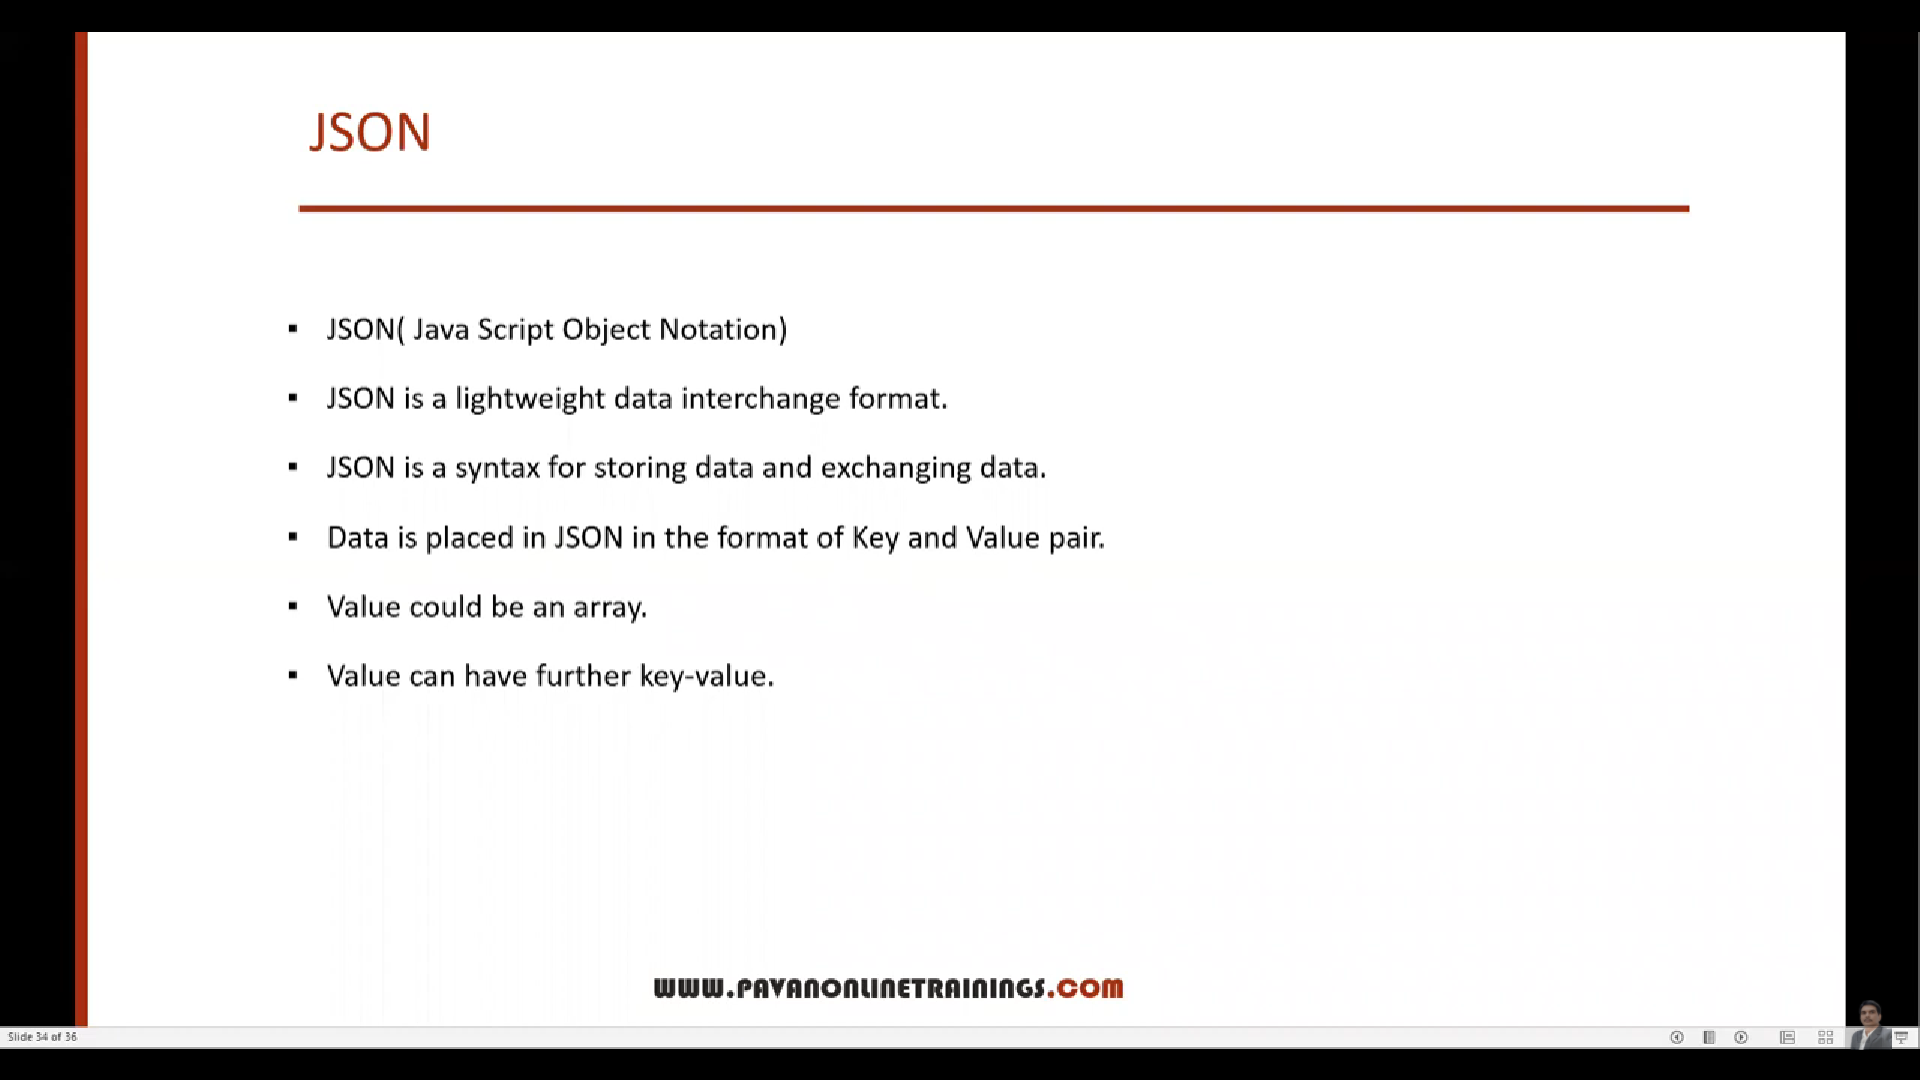 JSON
▪ JSON( Java Script Object Notation)
▪ JSON is a lightweight data interchange format.
▪ JSON is a syntax for storing data and exchanging data.
▪ Data is placed in JSON in the format of Key and Value pair.
▪ Value could be an array.
▪ Value can have further key-value.
WWW.PAVANONLINETRAININGS.COM
Slide 34 of 36